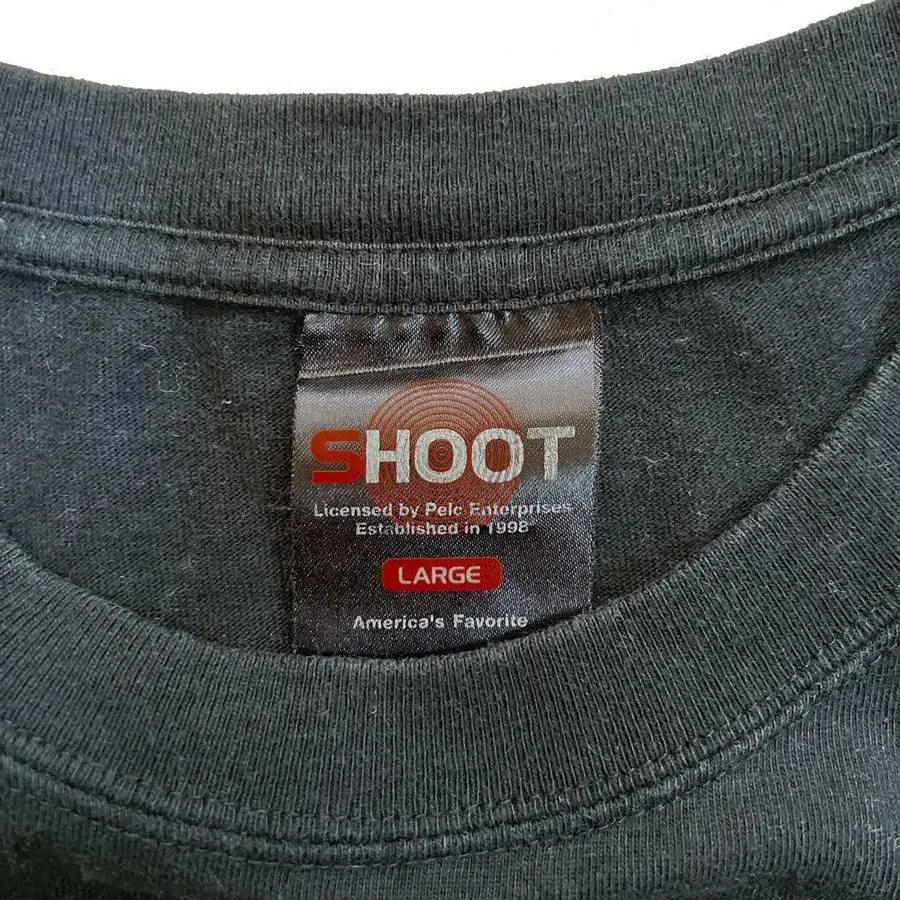 SHOOT
Licensed by Pelc Enterprises
Established in 1998
LARGE
America's Favorite